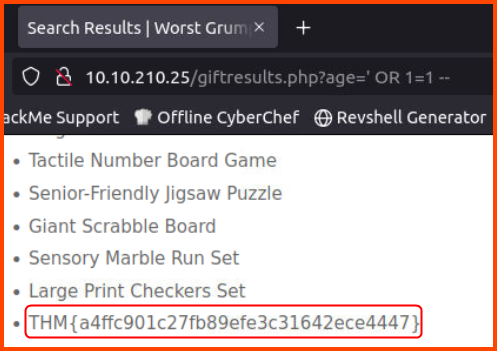 Search Results | Worst Grum
10.10.210.25/giftresults.php?age=' OR 1=1 --
ackMe Support Offline CyberChef Revshell Generator
Tactile Number Board Game
Senior-Friendly Jigsaw Puzzle
Giant Scrabble Board
Sensory Marble Run Set
Large Print Checkers Set
THM{a4ffc901c27fb89efe3c31642ece4447}